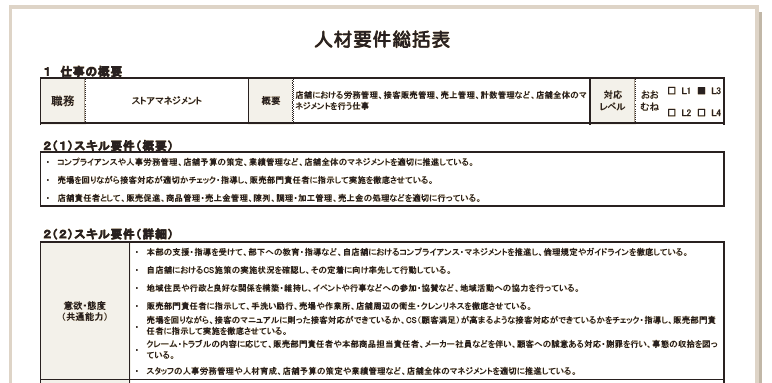 人材要件総括表
1 仕事の概要
職務
ストアマネジメント
概要
店舗における労務管理、接客販売管理、売上管理、計数管理など、店舗全体のマ
ネジメントを行う仕事
対応
レベル
おお
むね
□ L1 ■ L3
□ L2 □ L4
2(1)スキル要件(概要)
・ コンプライアンスや人事労務管理、店舗予算の策定、業績管理など、店舗全体のマネジメントを適切に推進している。
・ 売場を回りながら接客対応が適切かチェック・指導し、販売部門責任者に指示して実施を徹底させている。
・ 店舗責任者として、販売促進、商品管理・売上金管理、陳列、調理・加工管理、売上金の処理などを適切に行っている。
2(2)スキル要件(詳細)
意欲・態度
(共通能力)
・ 本部の支援・指導を受けて、部下への教育・指導など、自店舗におけるコンプライアンス・マネジメントを推進し、倫理規定やガイドラインを徹底している。
・ 自店舗におけるCS施策の実施状況を確認し、その定着に向け率先して行動している。
・ 地域住民や行政と良好な関係を構築・維持し、イベントや行事などへの参加・協賛など、地域活動への協力を行っている。
・ 販売部門責任者に指示して、手洗い励行、売場や作業所、店舗周辺の衛生・クレンリネスを徹底させている。
・ 売場を回りながら、接客のマニュアルに則った接客対応ができているか、CS(顧客満足)が高まるような接客対応ができているかをチェック・指導し、販売部門責
任者に指示して実施を徹底させている。
・ クレーム・トラブルの内容に応じて、販売部門責任者や本部商品担当責任者、メーカー社員などを伴い、顧客への誠意ある対応・謝罪を行い、事態の収拾を図っ
ている。
・ スタッフの人事労務管理や人材育成、店舗予算の策定や業績管理など、店舗全体のマネジメントを適切に推進している。